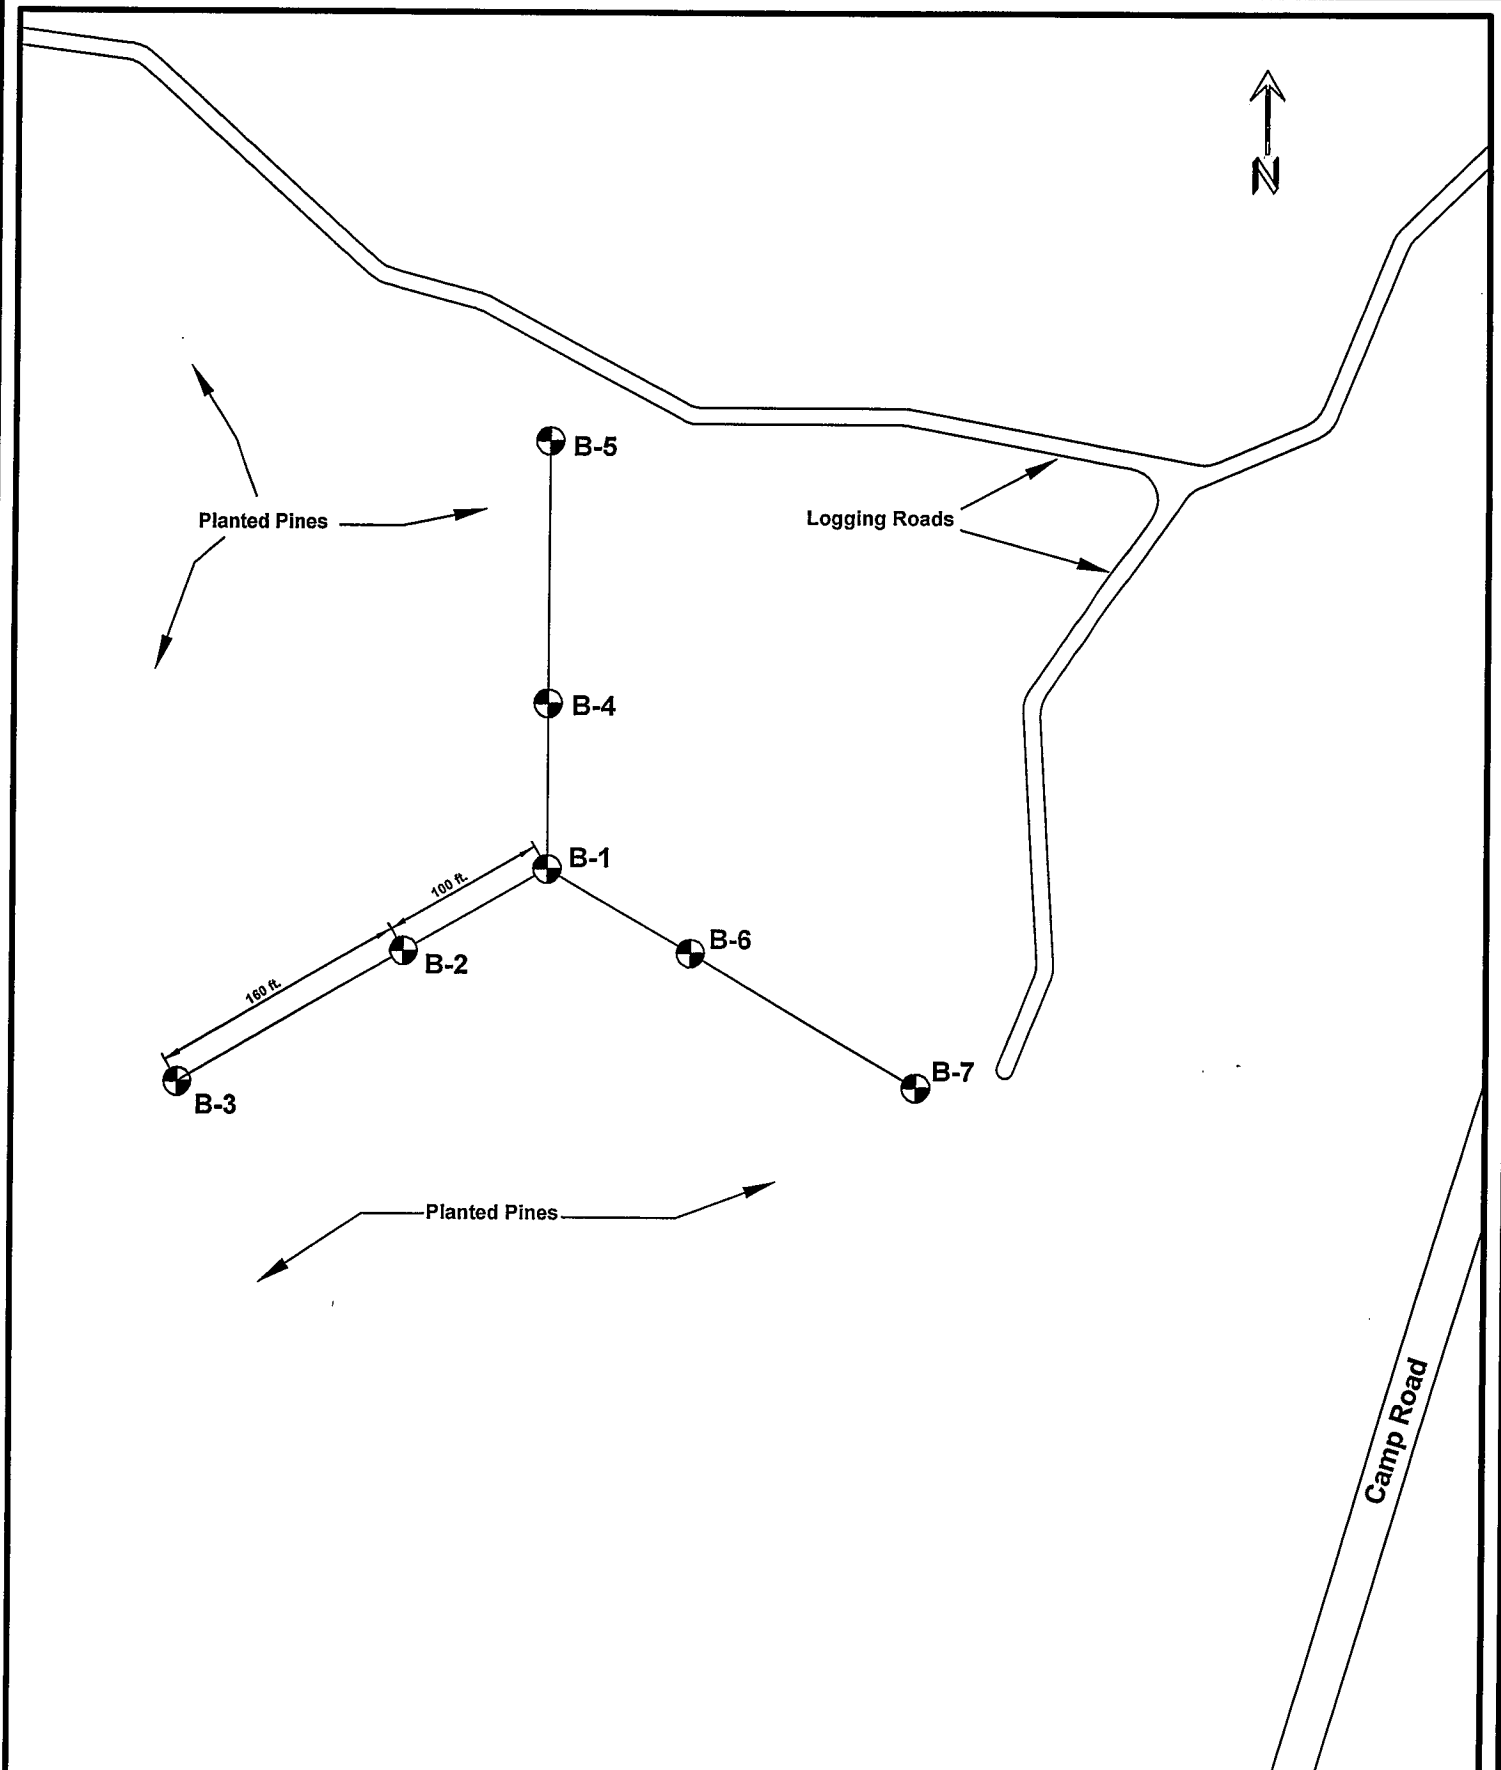 N
B-5
Planted Pines
Logging Roads
B-4
B-1
100 ft.
B-6
B-2
160 ft.
B-7
B-3
Planted Pines
Camp Road